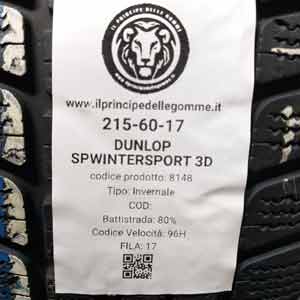 IL PRINCIPE DELLE GOMME
www.ilprincipedellegomme.it
215-60-17
DUNLOP
SPWINTERSPORT 3D
codice prodotto: 8148
Tipo: Invernale
COD:
Battistrada: 80%
Codice Velocità: 96H
FILA: 17